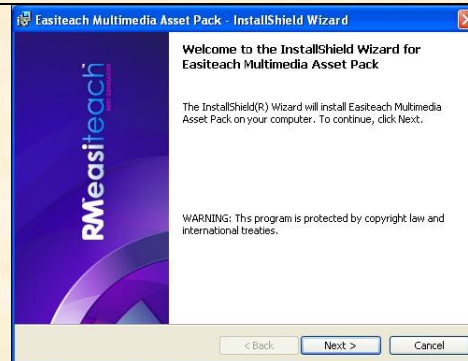 Easiteach Multimedia Asset Pack - InstallShield Wizard
Welcome to the InstallShield Wizard for
Easiteach Multimedia Asset Pack
The InstallShield(R) Wizard will install Easiteach Multimedia
Asset Pack on your computer. To continue, click Next.
WARNING: Ths program is protected by copyright law and
international treaties.
RMeasiteach
NEXT GENERATION
< Back
Next >
Cancel